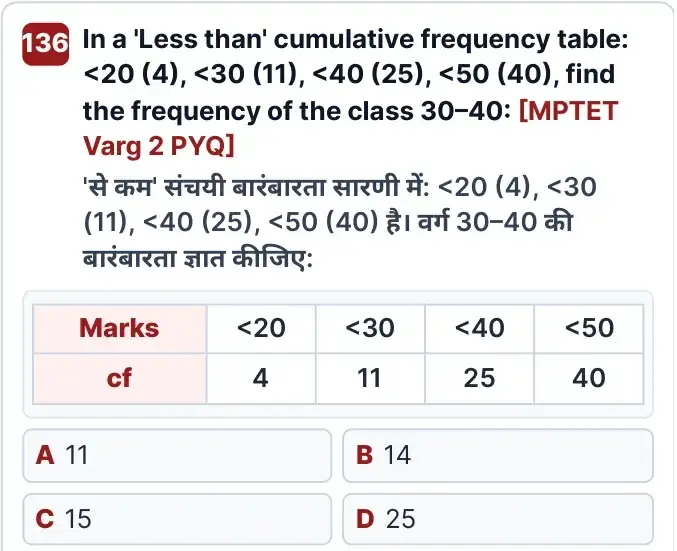 136 In a 'Less than' cumulative frequency table:
<20 (4), <30 (11), <40 (25), <50 (40), find
the frequency of the class 30–40: [MPTET
Varg 2 PYQ]
'से कम' संचयी बारंबारता सारणी में: <20 (4), <30
(11), <40 (25), <50 (40) है। वर्ग 30–40 की
बारंबारता ज्ञात कीजिए:
Marks <20 <30 <40 <50
cf 4 11 25 40
A 11 B 14
C 15 D 25